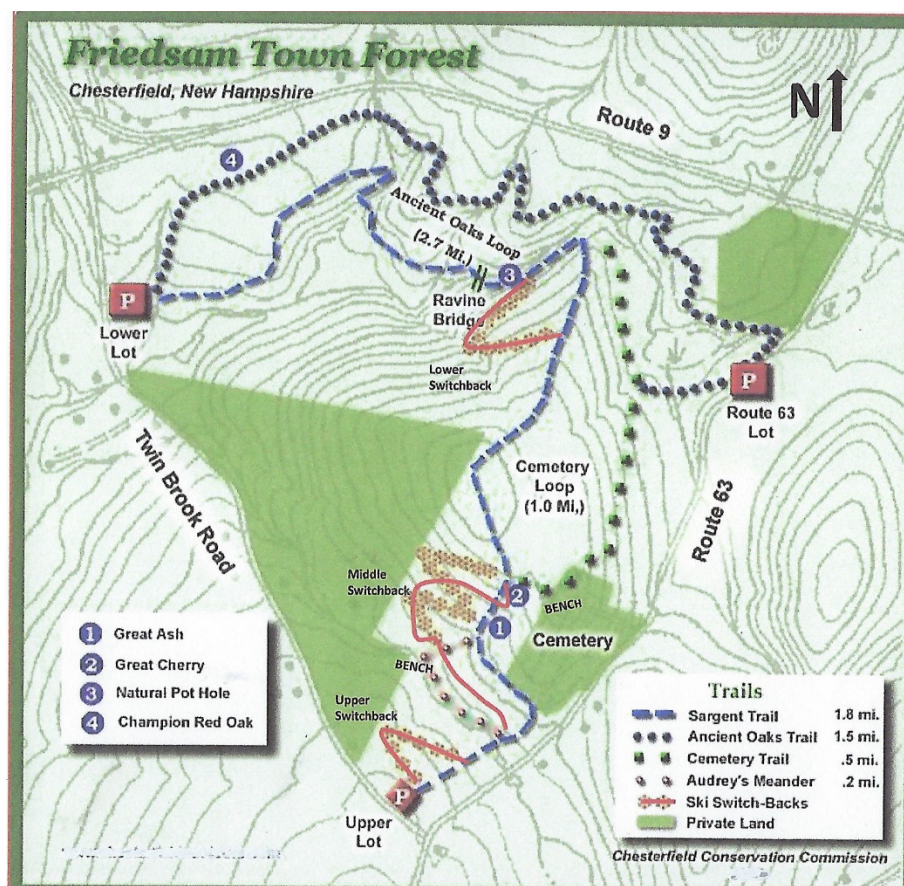 Friedsam Town Forest
Chesterfield, New Hampshire
N
Route 9
4
Ancient Oaks Loop
(2.7 Mi.)
3
Ravine
Bridge
P
Lower
Lot
Lower
Switchback
P
Route 63
Lot
Twin Brook Road
Cemetery
Loop
(1.0 Mi,)
Route 63
Middle
Switchback
2
BENCH
1
Cemetery
BENCH
Upper
Switchback
P
Upper
Lot
1 Great Ash
2 Great Cherry
3 Natural Pot Hole
4 Champion Red Oak
Trails
Sargent Trail 1.8 mi.
Ancient Oaks Trail 1.5 mi.
Cemetery Trail .5 mi.
Audrey's Meander .2 mi.
Ski Switch-Backs
Private Land
Chesterfield Conservation Commission